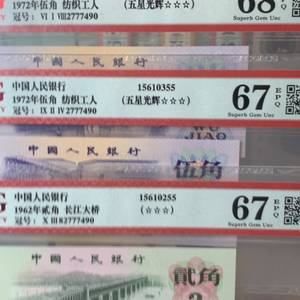 1972年伍角 纺织工人 (五星光辉☆☆☆) 68 EPQ
冠号: VI I VIII2777490 Superb Gem Unc
中国人民银行
中国人民银行 15610355 67 EPQ
1972年伍角 纺织工人 (五星光辉☆☆☆)
冠号: IX II IV2777490 Superb Gem Unc
WU JIAO
中国人民银行 伍角
中国人民银行 15610255 67 EPQ
1962年贰角 长江大桥 (☆☆☆)
冠号: X III82777490 Superb Gem Unc
中国人民银行 贰角